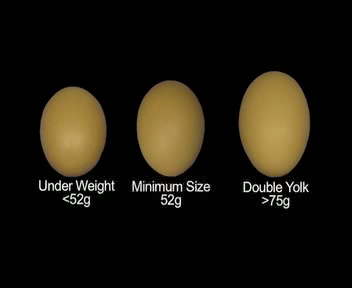 Under Weight
<52g
Minimum Size
52g
Double Yolk
>75g